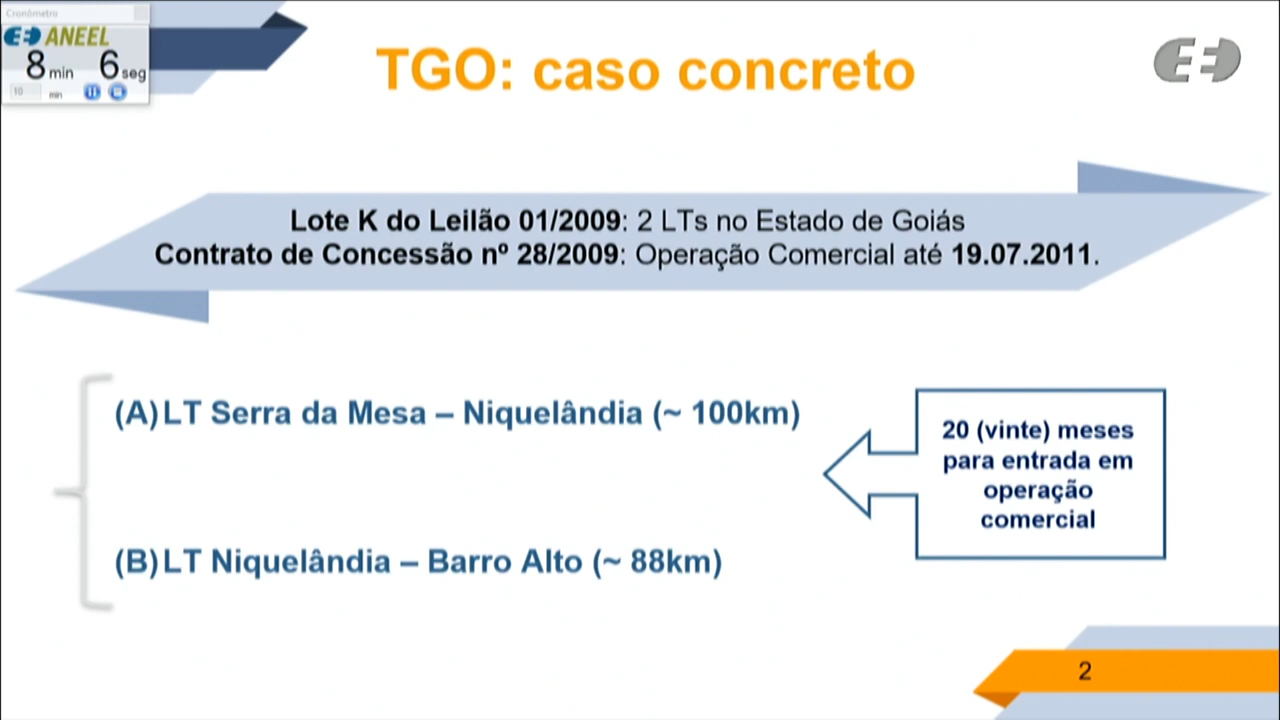 Cronômetro
ANEEL
8 min 6 seg
10 min
TGO: caso concreto
Lote K do Leilão 01/2009: 2 LTs no Estado de Goiás
Contrato de Concessão nº 28/2009: Operação Comercial até 19.07.2011.
(A) LT Serra da Mesa – Niquelândia (~ 100km)
(B) LT Niquelândia – Barro Alto (~ 88km)
20 (vinte) meses
para entrada em
operação
comercial
2